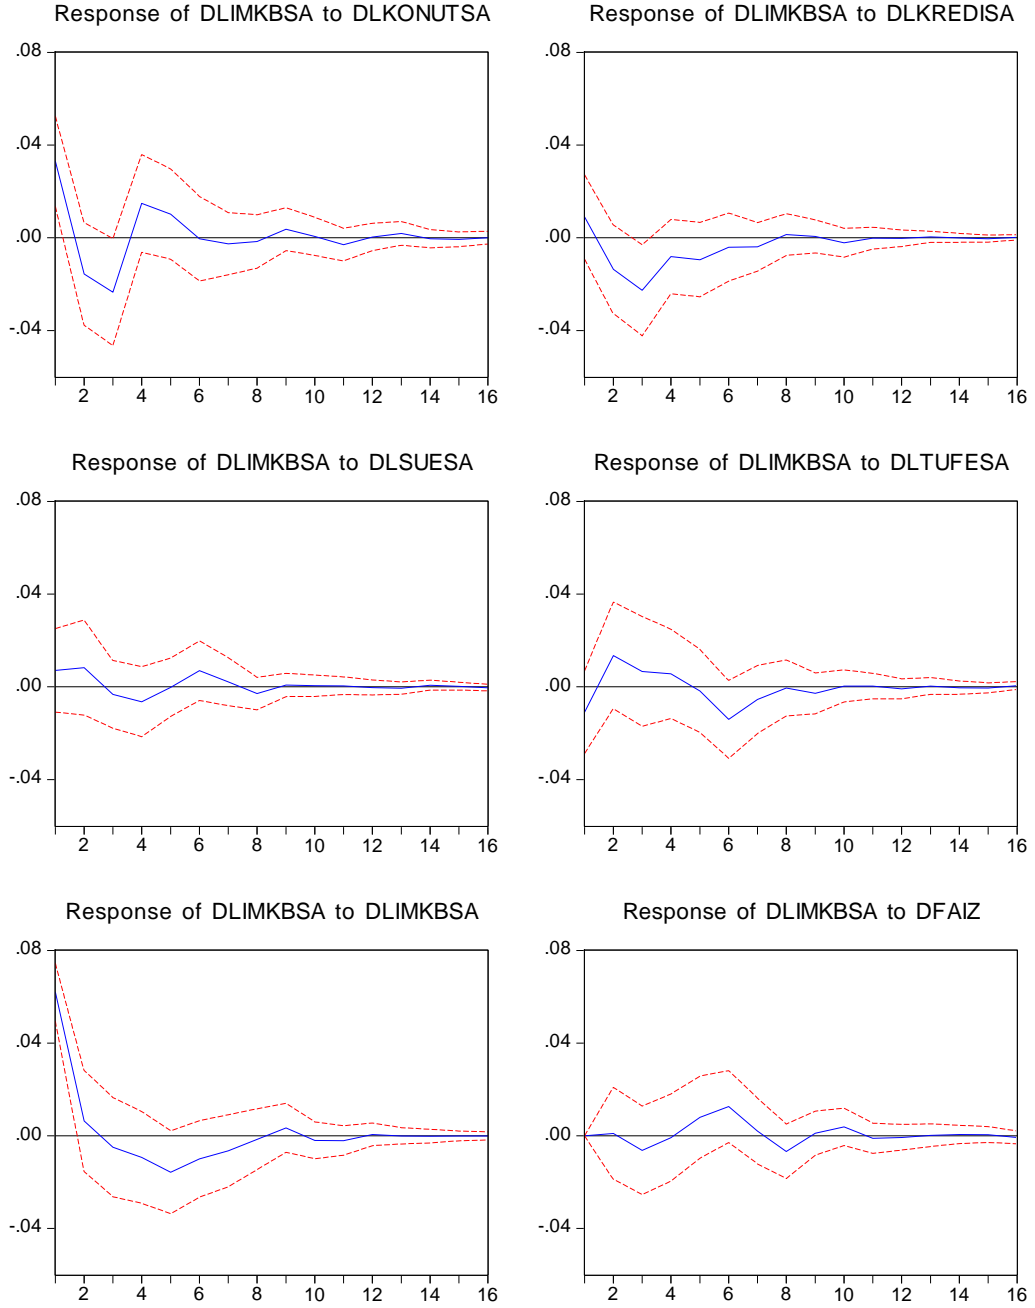 Response of DLIMKBSA to DLKONUTSA
.08
.04
.00
-.04
2 4 6 8 10 12 14 16
Response of DLIMKBSA to DLKREDISA
.08
.04
.00
-.04
2 4 6 8 10 12 14 16
Response of DLIMKBSA to DLSUESA
.08
.04
.00
-.04
2 4 6 8 10 12 14 16
Response of DLIMKBSA to DLTUFESA
.08
.04
.00
-.04
2 4 6 8 10 12 14 16
Response of DLIMKBSA to DLIMKBSA
.08
.04
.00
-.04
2 4 6 8 10 12 14 16
Response of DLIMKBSA to DFAIZ
.08
.04
.00
-.04
2 4 6 8 10 12 14 16